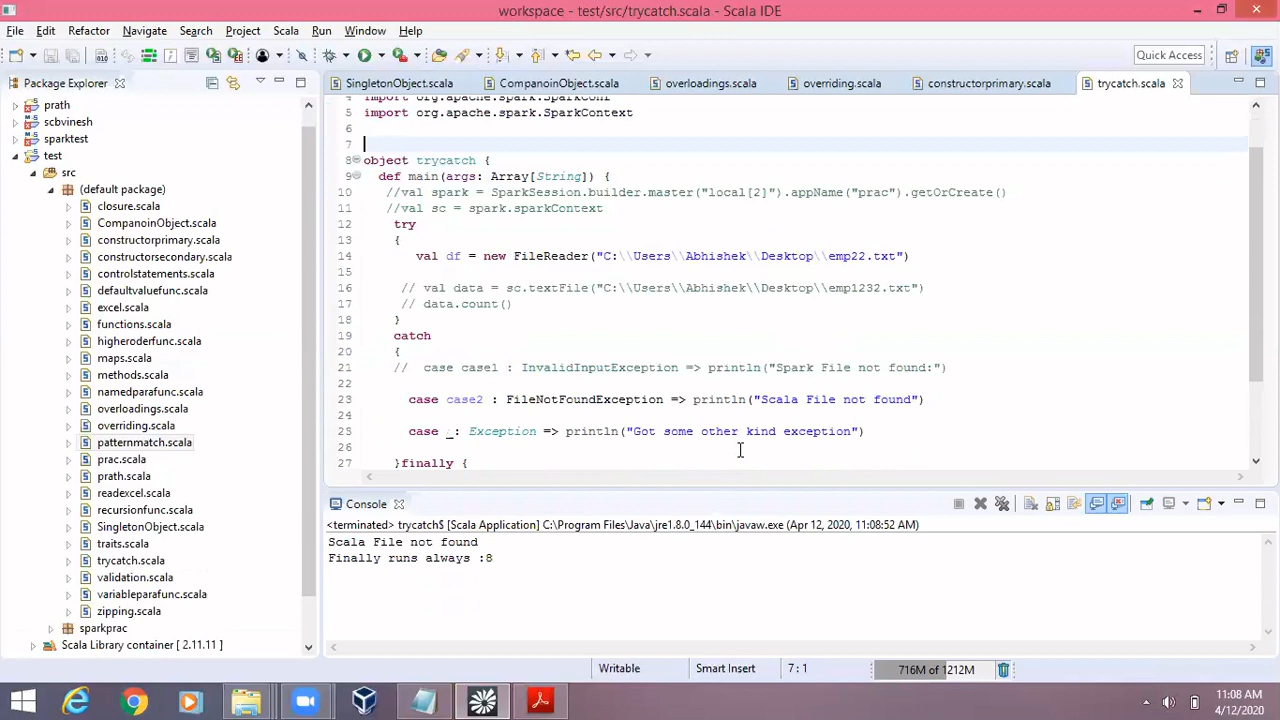 workspace - test/src/trycatch.scala - Scala IDE
File Edit Refactor Navigate Search Project Scala Run Window Help
Quick Access
Package Explorer
SingletonObject.scala CompanoinObject.scala overloadings.scala overriding.scala constructorprimary.scala trycatch.scala
prath
scbvinesh
sparktest
test
src
(default package)
closure.scala
CompanoinObject.scala
constructorprimary.scala
constructorsecondary.scala
controlstatements.scala
defaultvaluefunc.scala
excel.scala
functions.scala
higheroderfunc.scala
maps.scala
methods.scala
namedparafunc.scala
overloadings.scala
overriding.scala
patternmatch.scala
prac.scala
prath.scala
readexcel.scala
recursionfunc.scala
SingletonObject.scala
traits.scala
trycatch.scala
validation.scala
variableparafunc.scala
zipping.scala
sparkprac
Scala Library container [ 2.11.11 ]
4 import org.apache.spark.SparkConf
5 import org.apache.spark.SparkContext
6
7
8 object trycatch {
9 def main(args: Array[String]) {
10 //val spark = SparkSession.builder.master("local[2]").appName("prac").getOrCreate()
11 //val sc = spark.sparkContext
12 try
13 {
14 val df = new FileReader("C:\\Users\\Abhishek\\Desktop\\emp22.txt")
15
16 // val data = sc.textFile("C:\\Users\\Abhishek\\Desktop\\emp1232.txt")
17 // data.count()
18 }
19 catch
20 {
21 // case case1 : InvalidInputException => println("Spark File not found:")
22
23 case case2 : FileNotFoundException => println("Scala File not found")
24
25 case _: Exception => println("Got some other kind exception")
26
27 }finally {
Console
<terminated> trycatch$ [Scala Application] C:\Program Files\Java\jre1.8.0_144\bin\javaw.exe (Apr 12, 2020, 11:08:52 AM)
Scala File not found
Finally runs always :8
Writable Smart Insert 7 : 1 716M of 1212M
11:08 AM
4/12/2020